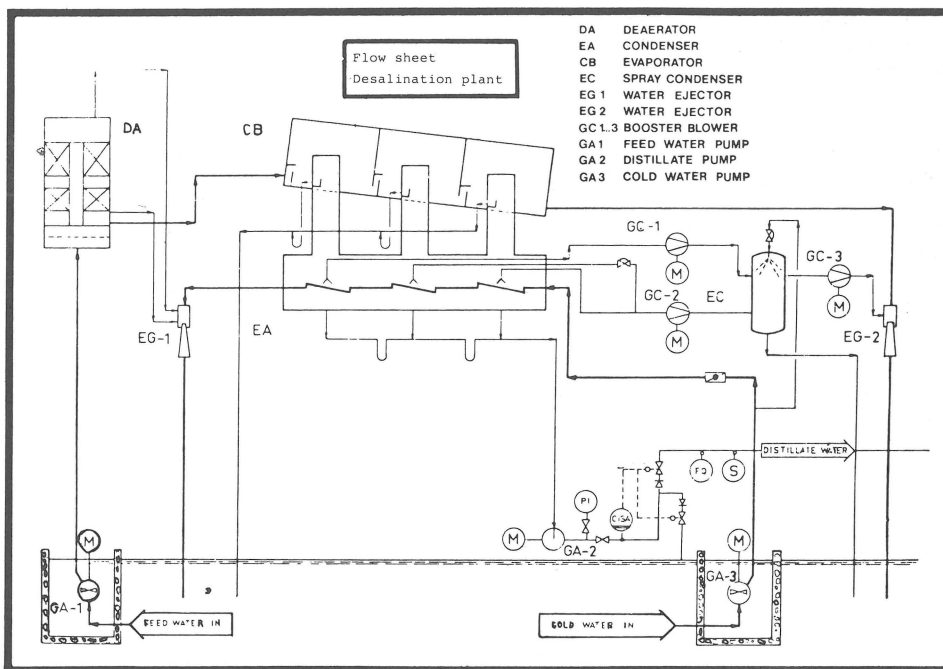 Flow sheet
Desalination plant
DA DEAERATOR
EA CONDENSER
CB EVAPORATOR
EC SPRAY CONDENSER
EG 1 WATER EJECTOR
EG 2 WATER EJECTOR
GC 1...3 BOOSTER BLOWER
GA 1 FEED WATER PUMP
GA 2 DISTILLATE PUMP
GA 3 COLD WATER PUMP
DA
CB
GC-1
M
GC-3
M
GC-2
EC
M
EG-1
EA
EG-2
DISTILLATE WATER
FQ
S
PI
CISA
M
GA-2
M
GA-1
M
GA-3
FEED WATER IN
COLD WATER IN